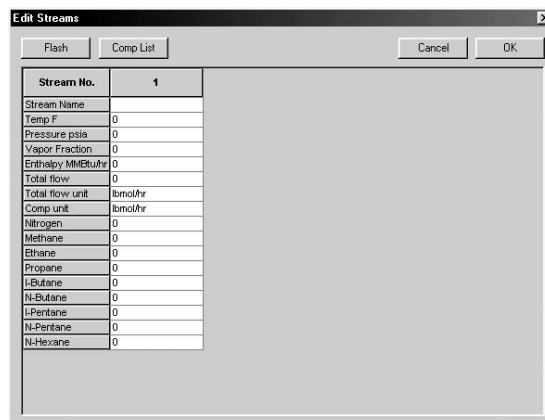 Edit Streams
Flash Comp List Cancel OK
Stream No. 1
Stream Name
Temp F 0
Pressure psia 0
Vapor Fraction 0
Enthalpy MMBtu/hr 0
Total flow 0
Total flow unit lbmol/hr
Comp unit lbmol/hr
Nitrogen 0
Methane 0
Ethane 0
Propane 0
I-Butane 0
N-Butane 0
I-Pentane 0
N-Pentane 0
N-Hexane 0